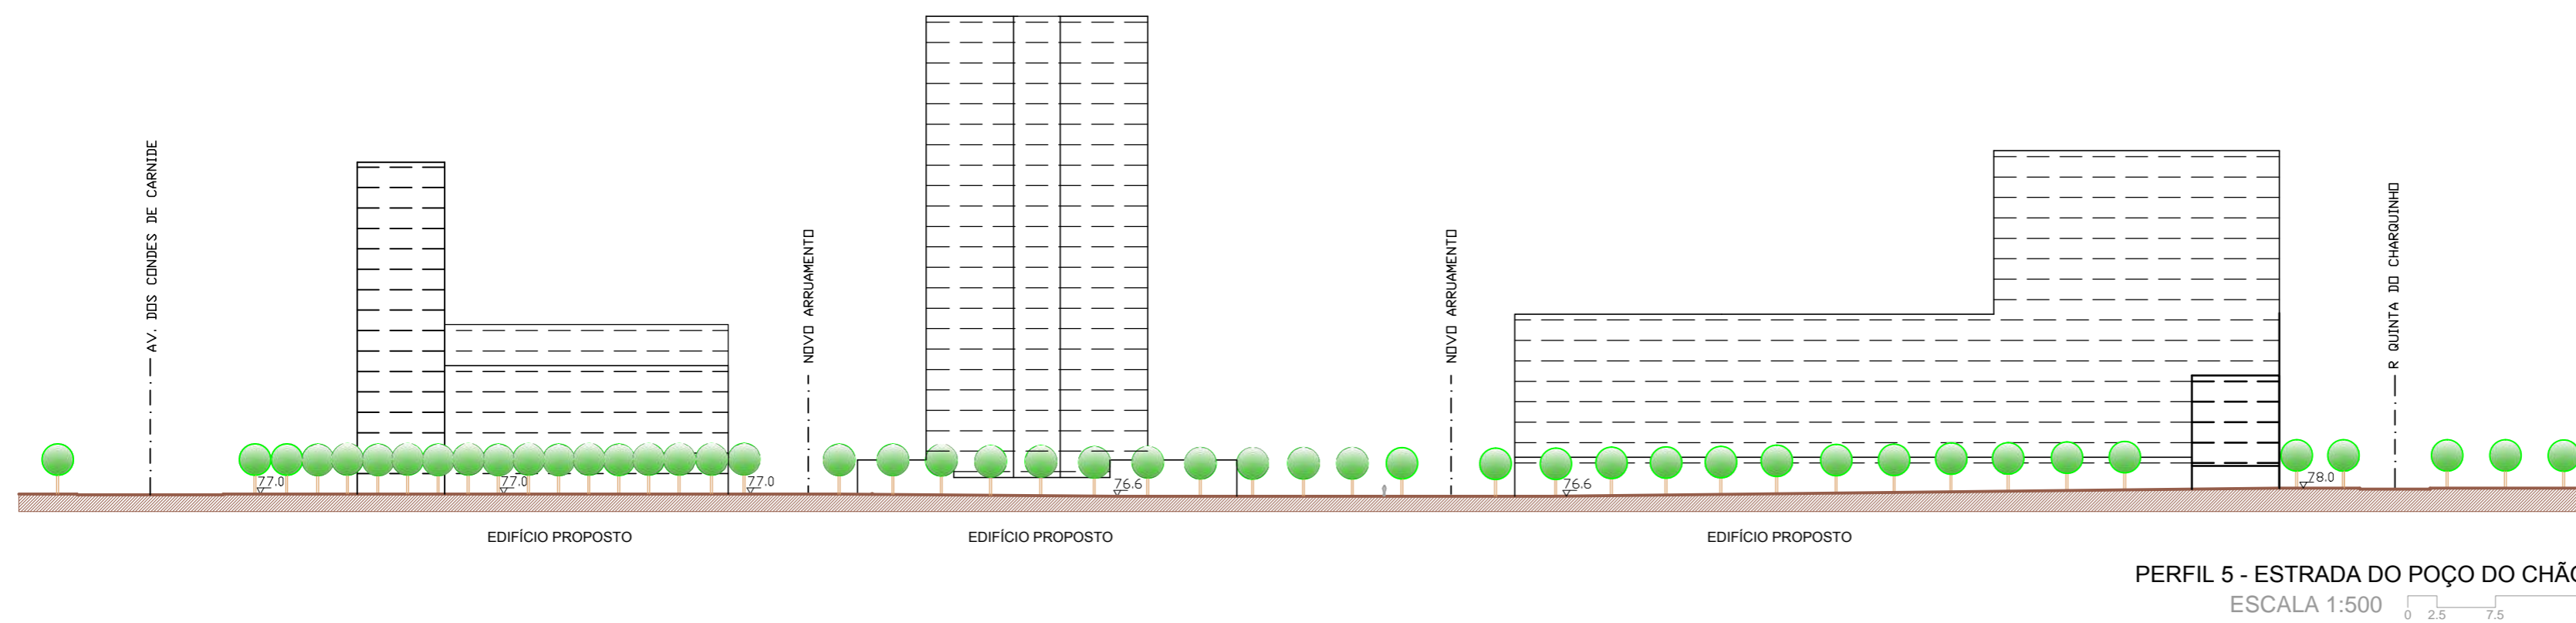 AV. DOS CONDES DE CARNIDE
NOVO ARRUAMENTO
NOVO ARRUAMENTO
R QUINTA DO CHARQUINHO
77.0
77.0
77.0
76.6
76.6
78.0
EDIFÍCIO PROPOSTO
EDIFÍCIO PROPOSTO
EDIFÍCIO PROPOSTO
PERFIL 5 - ESTRADA DO POÇO DO CHÃO
ESCALA 1:500
0 2.5 7.5